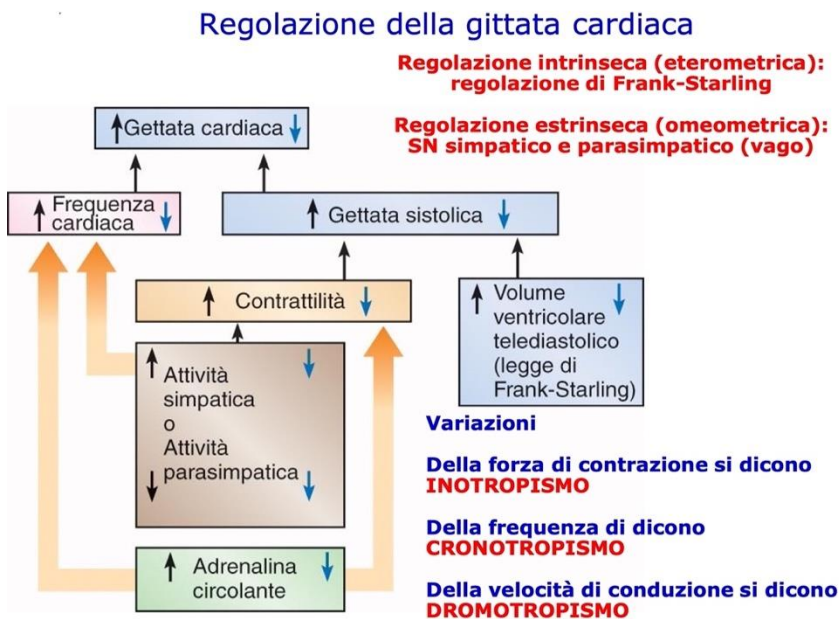 Regolazione della gittata cardiaca
Regolazione intrinseca (eterometrica):
regolazione di Frank-Starling
Regolazione estrinseca (omeometrica):
SN simpatico e parasimpatico (vago)
Gettata cardiaca
Frequenza
cardiaca
Gettata sistolica
Contrattilità
Volume
ventricolare
telediastolico
(legge di
Frank-Starling)
Attività
simpatica
o
Attività
parasimpatica
Adrenalina
circolante
Variazioni
Della forza di contrazione si dicono
INOTROPISMO
Della frequenza di dicono
CRONOTROPISMO
Della velocità di conduzione si dicono
DROMOTROPISMO